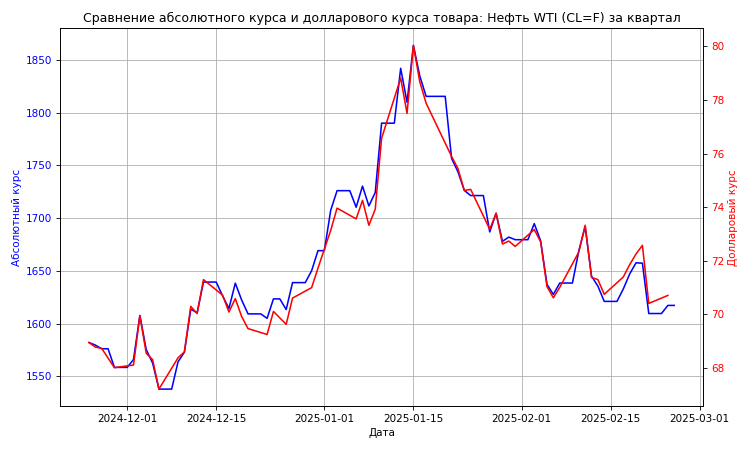 Сравнение абсолютного курса и долларового курса товара: Нефть WTI (CL=F) за квартал
Абсолютный курс
1850
1800
1750
1700
1650
1600
1550
80
78
76
74
72
70
68
Долларовый курс
2024-12-01 2024-12-15 2025-01-01 2025-01-15 2025-02-01 2025-02-15 2025-03-01
Дата